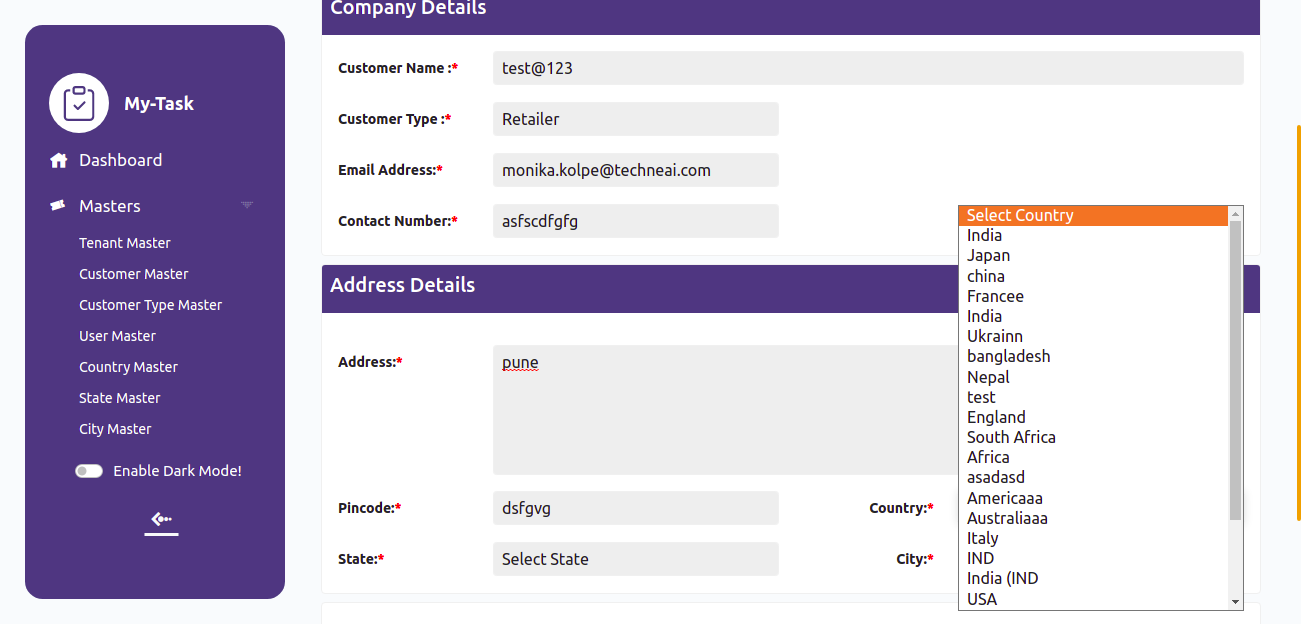 Company Details
My-Task
Dashboard
Masters
Tenant Master
Customer Master
Customer Type Master
User Master
Country Master
State Master
City Master
Enable Dark Mode!
Customer Name :* test@123
Customer Type :* Retailer
Email Address:* monika.kolpe@techneai.com
Contact Number:* asfscdfgfg
Address Details
Address:* pune
Pincode:* dsfgvg
Country:*
State:* Select State
City:*
Select Country
India
Japan
china
Francee
India
Ukrainn
bangladesh
Nepal
test
England
South Africa
Africa
asadasd
Americaaa
Australiaaa
Italy
IND
India (IND
USA